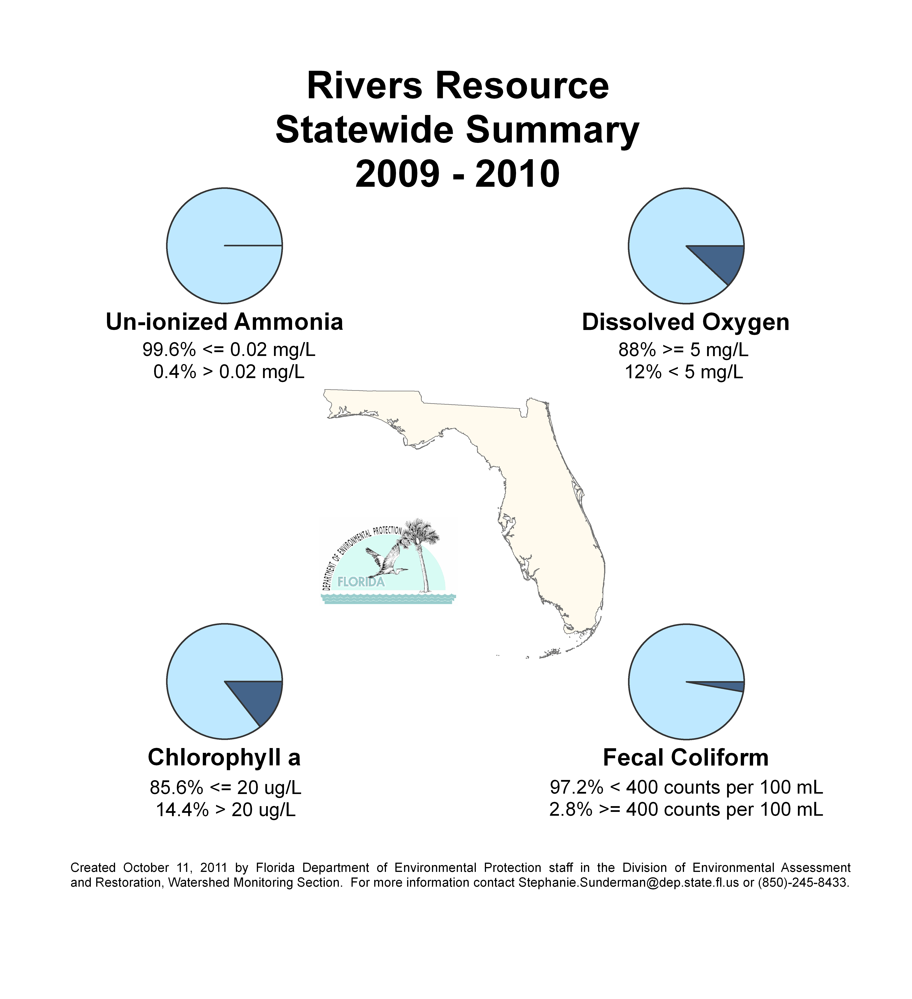 Rivers Resource
Statewide Summary
2009 - 2010
Un-ionized Ammonia
99.6% <= 0.02 mg/L
0.4% > 0.02 mg/L
Dissolved Oxygen
88% >= 5 mg/L
12% < 5 mg/L
DEPARTMENT OF ENVIRONMENTAL PROTECTION
FLORIDA
Chlorophyll a
85.6% <= 20 ug/L
14.4% > 20 ug/L
Fecal Coliform
97.2% < 400 counts per 100 mL
2.8% >= 400 counts per 100 mL
Created October 11, 2011 by Florida Department of Environmental Protection staff in the Division of Environmental Assessment
and Restoration, Watershed Monitoring Section.  For more information contact Stephanie.Sunderman@dep.state.fl.us or (850)-245-8433.